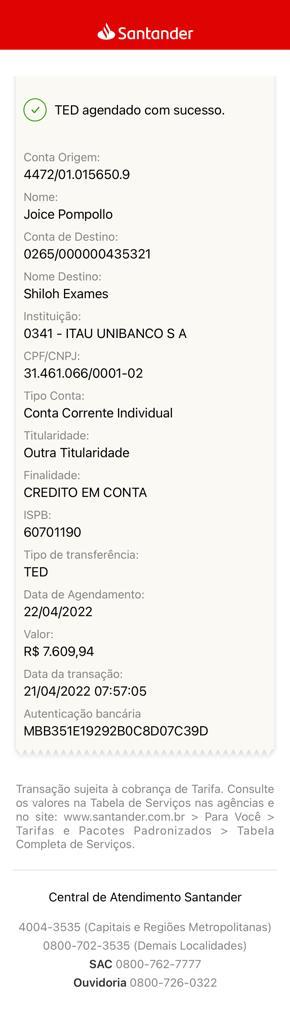 Santander
TED agendado com sucesso.
Conta Origem:
4472/01.015650.9
Nome:
Joice Pompollo
Conta de Destino:
0265/000000435321
Nome Destino:
Shiloh Exames
Instituição:
0341 - ITAU UNIBANCO S A
CPF/CNPJ:
31.461.066/0001-02
Tipo Conta:
Conta Corrente Individual
Titularidade:
Outra Titularidade
Finalidade:
CREDITO EM CONTA
ISPB:
60701190
Tipo de transferência:
TED
Data de Agendamento:
22/04/2022
Valor:
R$ 7.609,94
Data da transação:
21/04/2022 07:57:05
Autenticação bancária
MBB351E19292B0C8D07C39D
Transação sujeita à cobrança de Tarifa. Consulte
os valores na Tabela de Serviços nas agências e
no site: www.santander.com.br > Para Você >
Tarifas e Pacotes Padronizados > Tabela
Completa de Serviços.
Central de Atendimento Santander
4004-3535 (Capitais e Regiões Metropolitanas)
0800-702-3535 (Demais Localidades)
SAC 0800-762-7777
Ouvidoria 0800-726-0322